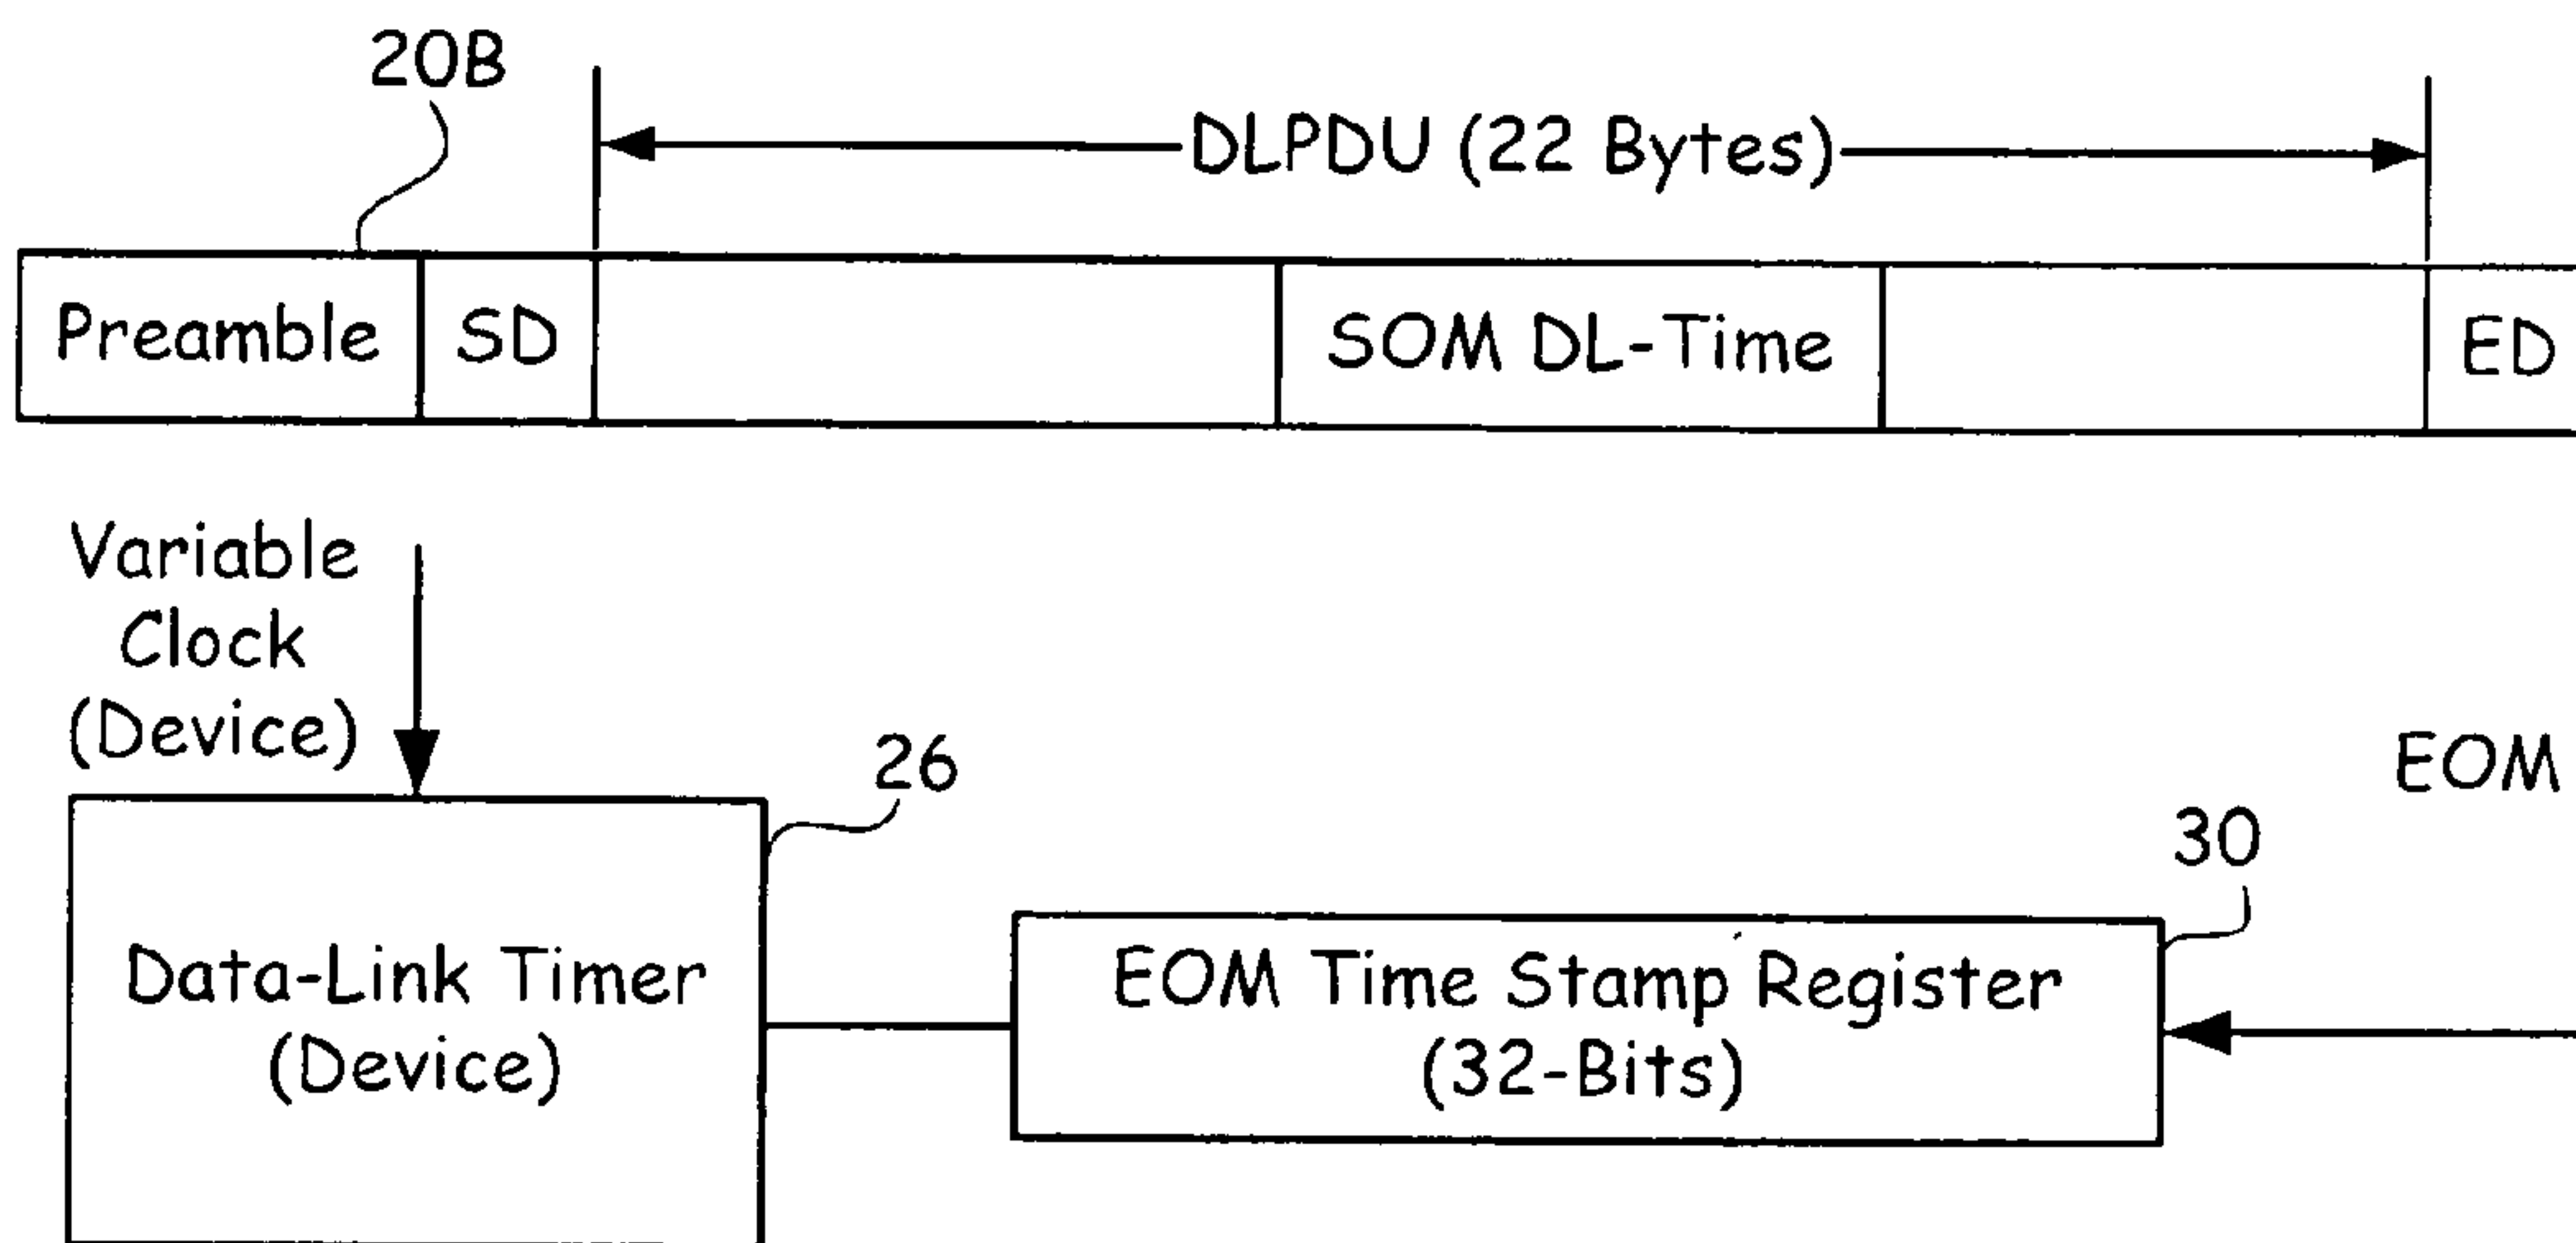 20B
DLPDU (22 Bytes)
Preamble
SD
SOM DL-Time
ED
Variable
Clock
(Device)
26
EOM
30
Data-Link Timer
(Device)
EOM Time Stamp Register
(32-Bits)